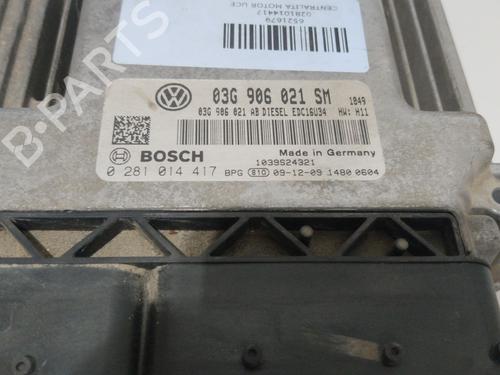 6521679
0281014417
CENTRALITA MOTOR UCE
B-PARTS
03G 906 021 SM 1849
03G 906 021 AB DIESEL EDC16U34 HW: H11
BOSCH
Made in Germany
1039S24321
0 281 014 417 BPG 810 09-12-09 1480 0604